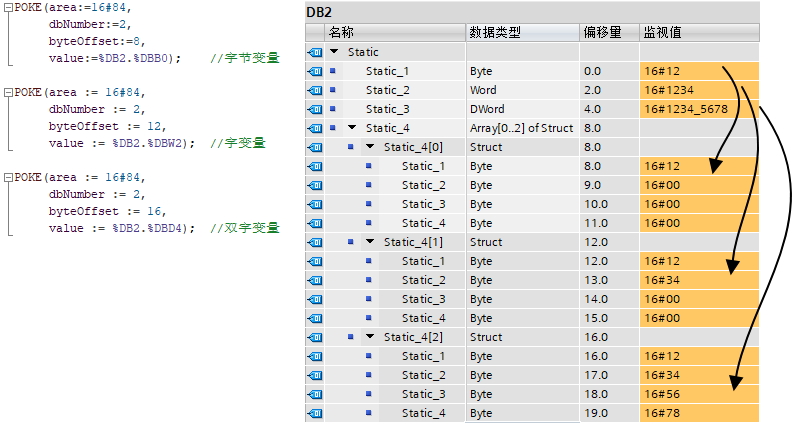 POKE(area:=16#84,
dbNumber:=2,
byteOffset:=8,
value:=%DB2.%DBB0); //字节变量
POKE(area := 16#84,
dbNumber := 2,
byteOffset := 12,
value := %DB2.%DBW2); //字变量
POKE(area := 16#84,
dbNumber := 2,
byteOffset := 16,
value := %DB2.%DBD4); //双字变量
DB2
名称 数据类型 偏移量 监视值
Static
Static_1 Byte 0.0 16#12
Static_2 Word 2.0 16#1234
Static_3 DWord 4.0 16#1234_5678
Static_4 Array[0..2] of Struct 8.0
Static_4[0] Struct 8.0
Static_1 Byte 8.0 16#12
Static_2 Byte 9.0 16#00
Static_3 Byte 10.0 16#00
Static_4 Byte 11.0 16#00
Static_4[1] Struct 12.0
Static_1 Byte 12.0 16#12
Static_2 Byte 13.0 16#34
Static_3 Byte 14.0 16#00
Static_4 Byte 15.0 16#00
Static_4[2] Struct 16.0
Static_1 Byte 16.0 16#12
Static_2 Byte 17.0 16#34
Static_3 Byte 18.0 16#56
Static_4 Byte 19.0 16#78